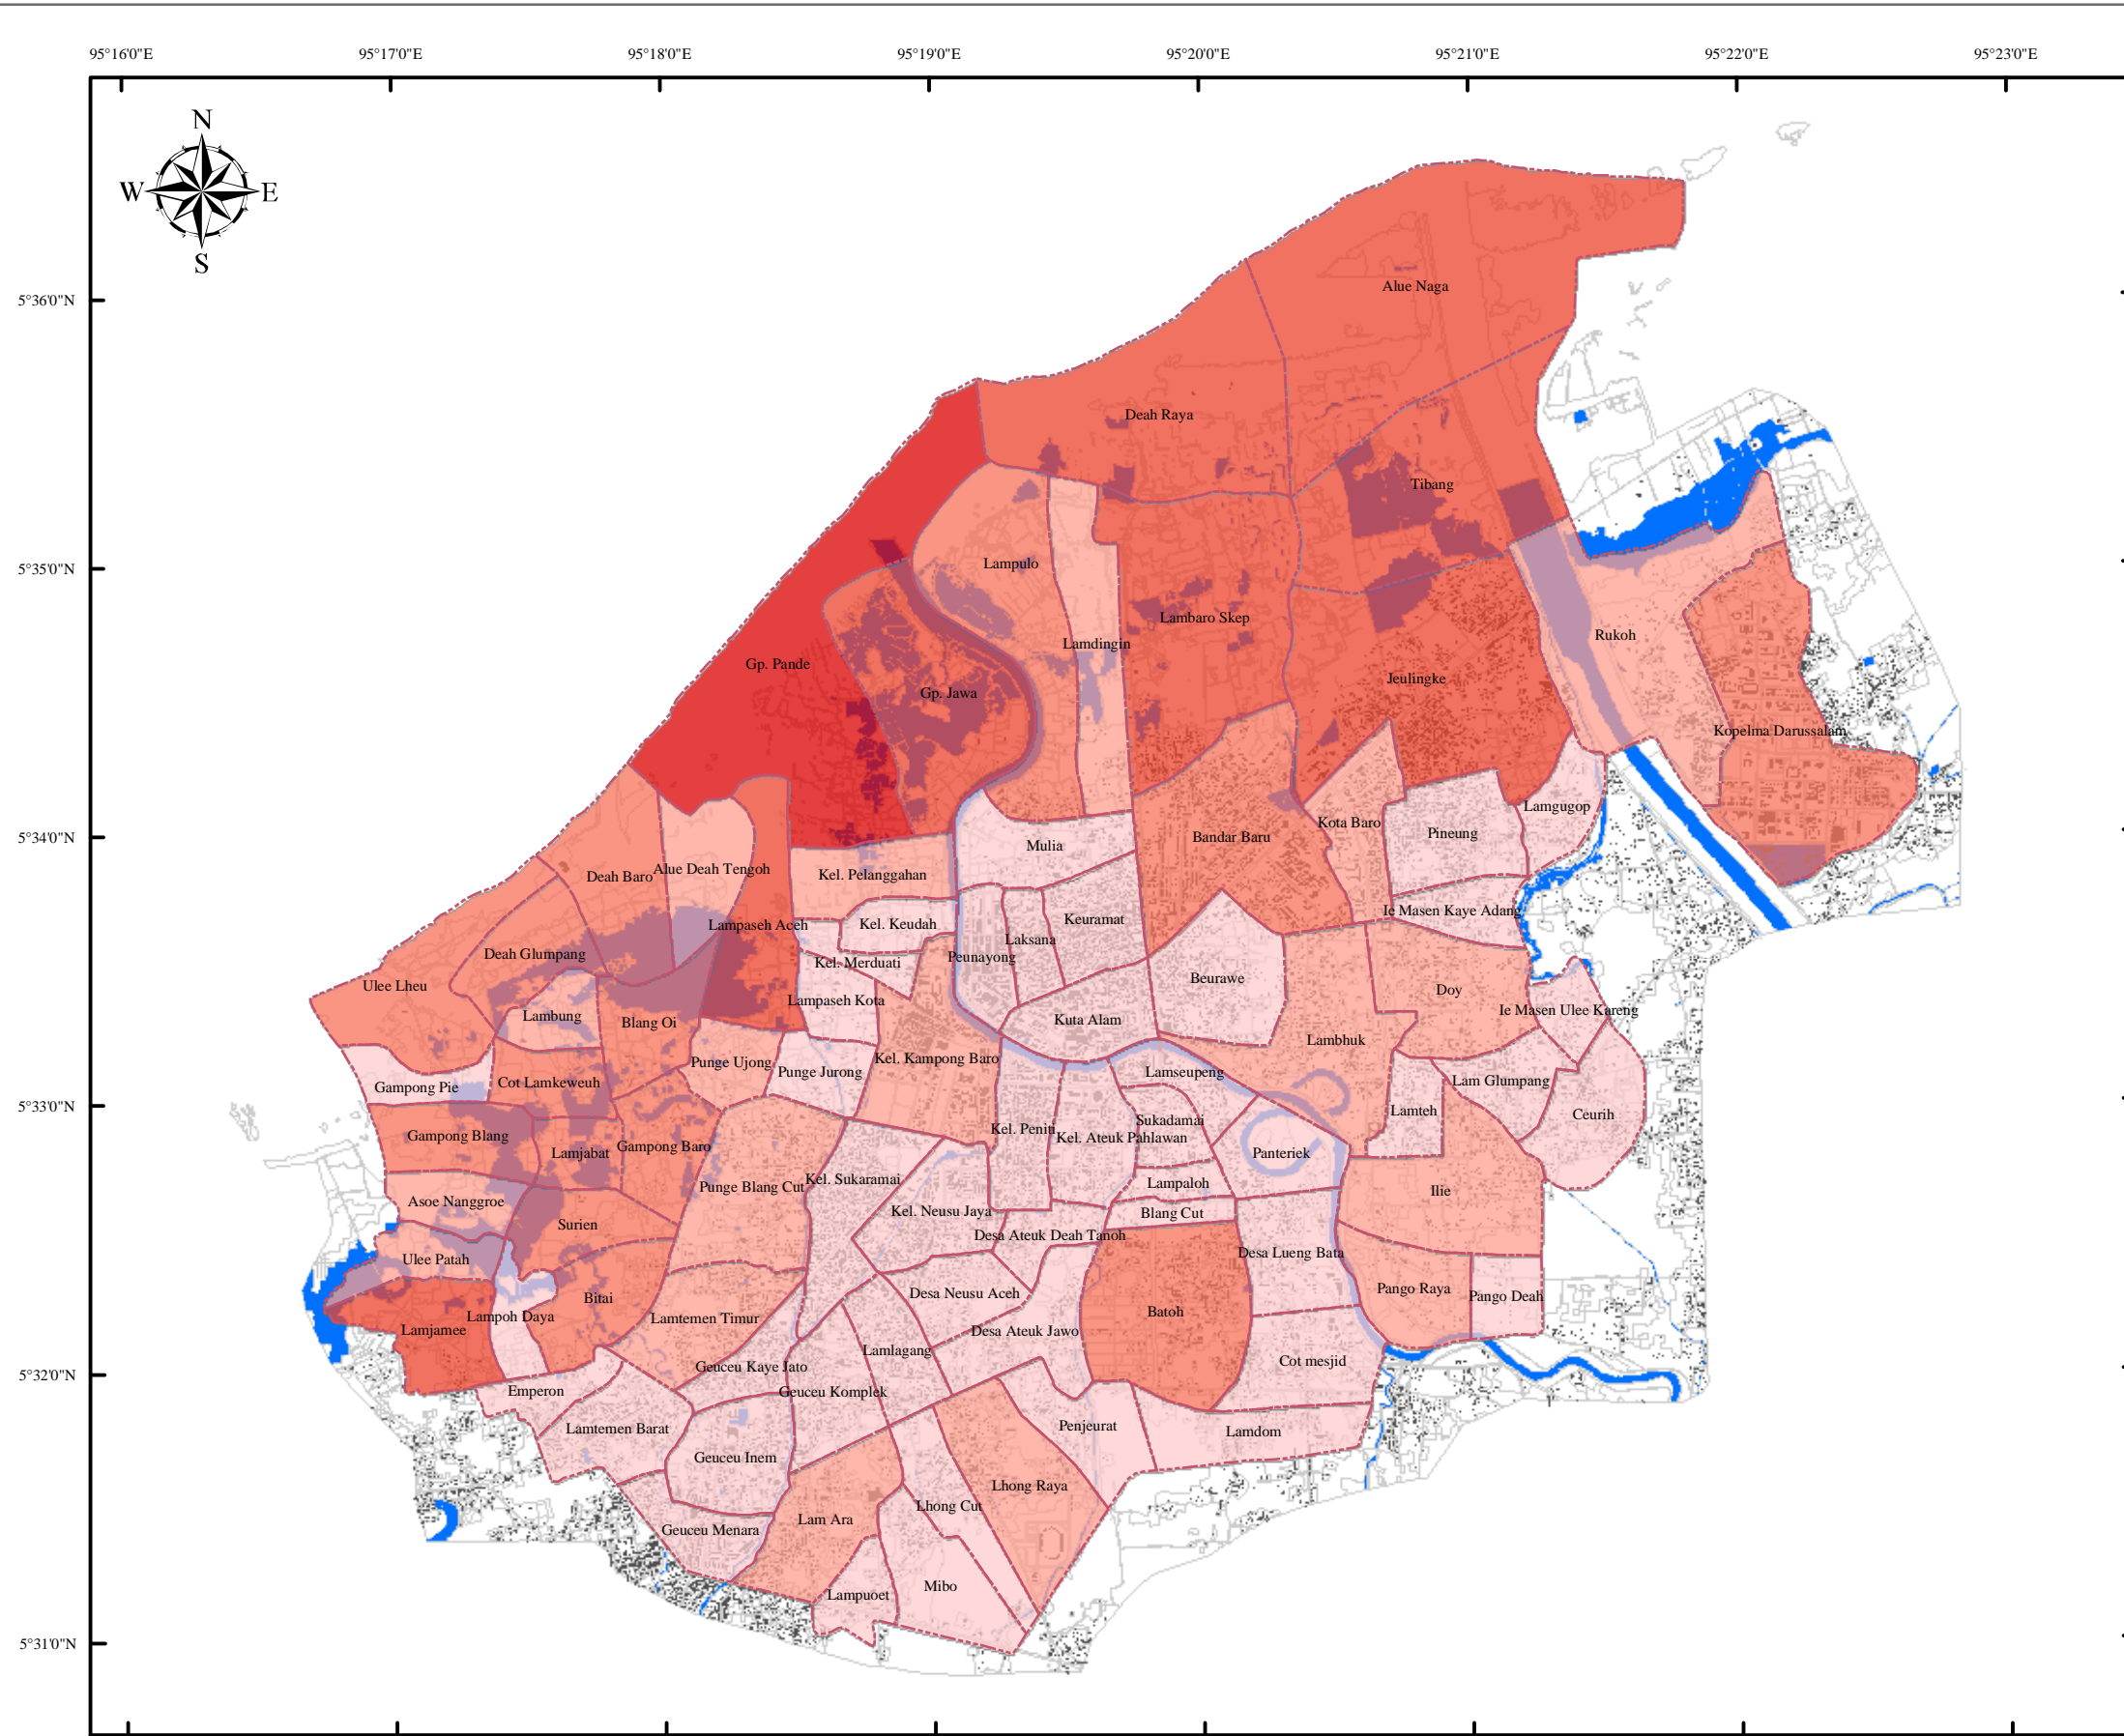 95°16'0"E 95°17'0"E 95°18'0"E 95°19'0"E 95°20'0"E 95°21'0"E 95°22'0"E 95°23'0"E
N
W E
S
5°36'0"N
5°35'0"N
5°34'0"N
5°33'0"N
5°32'0"N
5°31'0"N
Alue Naga
Deah Raya
Tibang
Lampulo
Lambaro Skep
Rukoh
Lamdingin
Gp. Pande
Jeulingke
Gp. Jawa
Kopelma Darussalam
Lamgugop
Kota Baro
Pineung
Bandar Baru
Mulia
Alue Deah Tengoh
Kel. Pelanggahan
Deah Baro
Ie Masen Kaye Adang
Keuramat
Kel. Keudah
Lampaseh Aceh
Laksana
Deah Glumpang
Peunayong
Kel. Merduati
Beurawe
Ulee Lheu
Doy
Lampaseh Kota
Ie Masen Ulee Kareng
Lambung
Kuta Alam
Blang Oi
Lambhuk
Kel. Kampong Baro
Punge Ujong
Punge Jurong
Lamseupeng
Lam Glumpang
Cot Lamkeweuh
Gampong Pie
Lamteh
Ceurih
Sukadamai
Kel. Peniti
Gampong Blang
Kel. Ateuk Pahlawan
Gampong Baro
Lamjabat
Panteriek
Kel. Sukaramai
Lampaloh
Punge Blang Cut
Ilie
Asoe Nanggroe
Kel. Neusu Jaya
Blang Cut
Surien
Desa Ateuk Deah Tanoh
Desa Lueng Bata
Ulee Patah
Pango Raya
Desa Neusu Aceh
Pango Deah
Bitai
Batoh
Lampoh Daya
Lamtemen Timur
Lamjamee
Desa Ateuk Jawo
Lamlagang
Cot mesjid
Geuceu Kaye Jato
Emperon
Geuceu Komplek
Penjeurat
Lamtemen Barat
Lamdom
Geuceu Inem
Lhong Raya
Lhong Cut
Lam Ara
Geuceu Menara
Mibo
Lampuoet